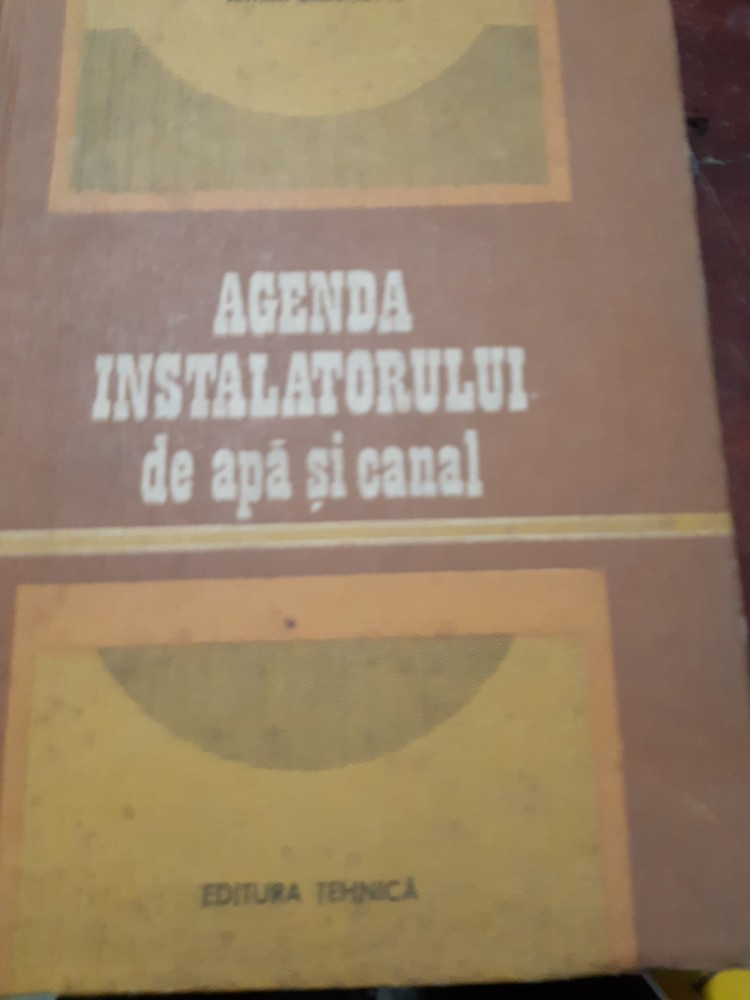 AGENDA
INSTALATORULUI
de apă și canal
EDITURA TEHNICĂ